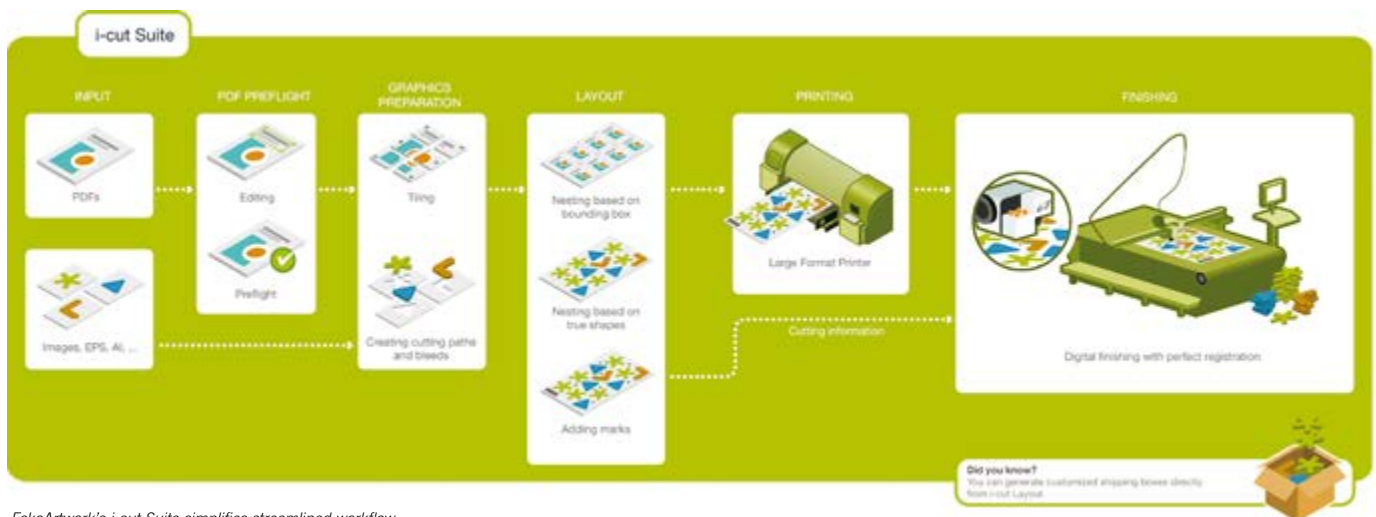 i-cut Suite
INPUT
PDF PREFLIGHT
GRAPHICS
PREPARATION
LAYOUT
PRINTING
FINISHING
PDFs
Images, EPS, AI, ...
Editing
Preflight
Tiling
Creating cutting paths
and bleeds
Nesting based on
bounding box
Nesting based on
true shapes
Adding marks
Large Format Printer
Cutting information
Digital finishing with perfect registration
Did you know?
You can generate customized shipping boxes directly
from i-cut Layout.
i-cut Suite simplifies streamlined workflow